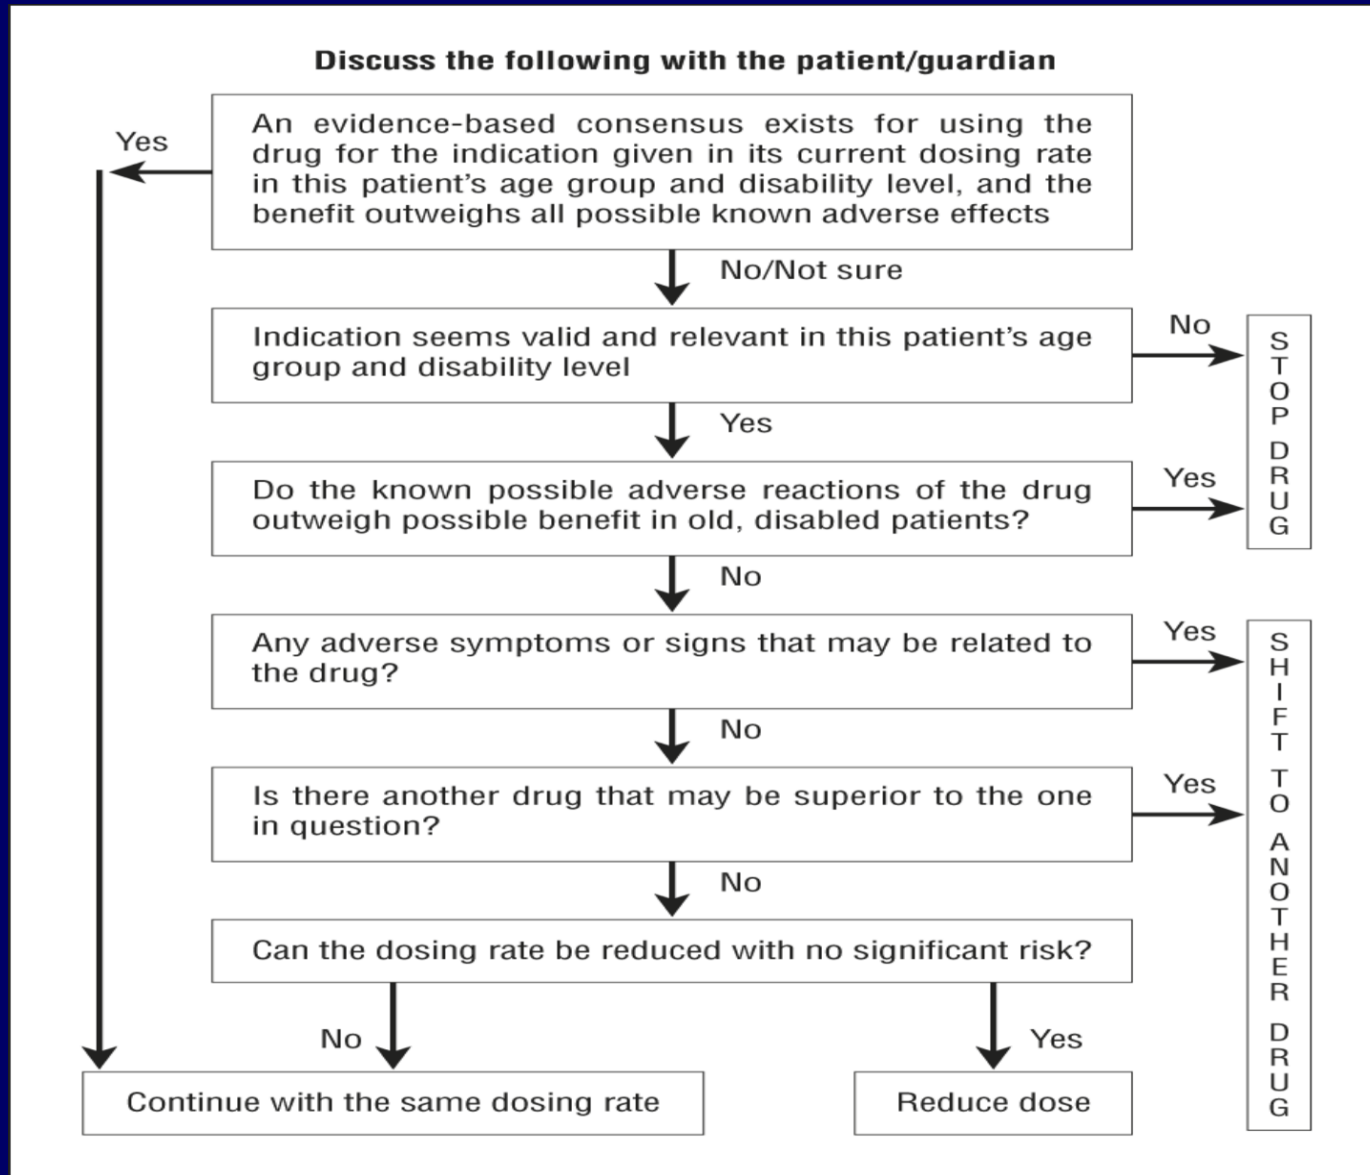 Discuss the following with the patient/guardian
Yes
An evidence-based consensus exists for using the
drug for the indication given in its current dosing rate
in this patient's age group and disability level, and the
benefit outweighs all possible known adverse effects
No/Not sure
Indication seems valid and relevant in this patient's age
group and disability level
No
STOP DRUG
Yes
Do the known possible adverse reactions of the drug
outweigh possible benefit in old, disabled patients?
Yes
No
Any adverse symptoms or signs that may be related to
the drug?
Yes
SHIFT TO ANOTHER DRUG
No
Is there another drug that may be superior to the one
in question?
Yes
No
Can the dosing rate be reduced with no significant risk?
No
Yes
Continue with the same dosing rate
Reduce dose